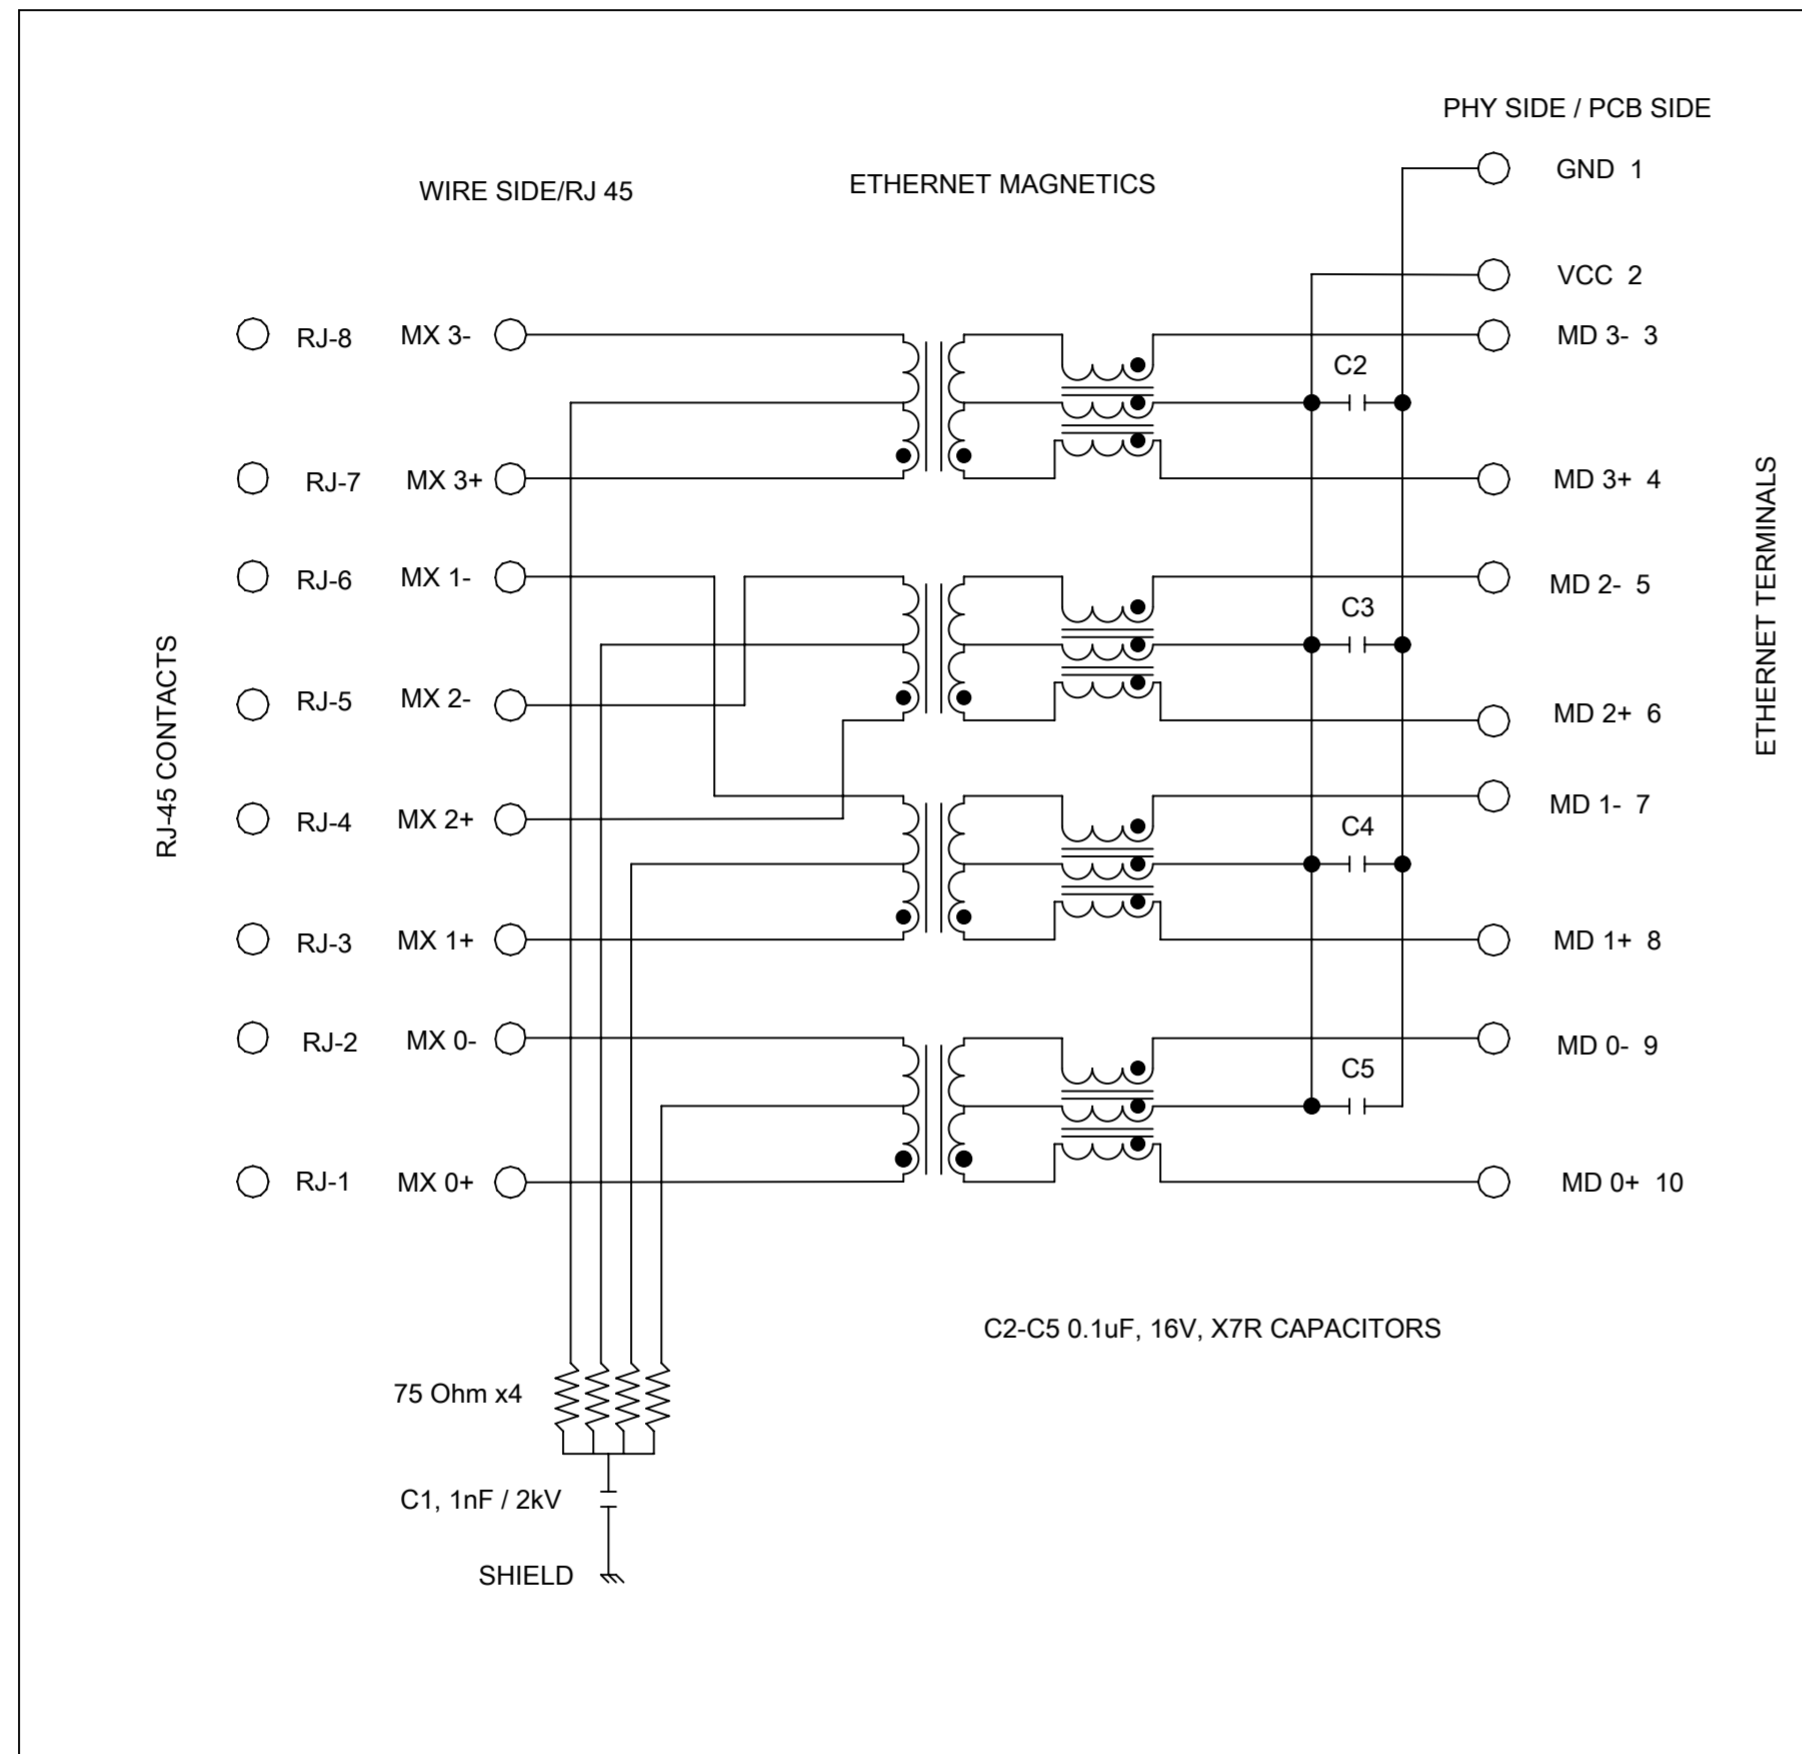 PHY SIDE / PCB SIDE
WIRE SIDE/RJ 45
ETHERNET MAGNETICS
GND 1
VCC 2
RJ-8 MX 3- MD 3- 3
C2
RJ-7 MX 3+ MD 3+ 4
RJ-6 MX 1- MD 2- 5
C3
RJ-5 MX 2- MD 2+ 6
RJ-4 MX 2+ MD 1- 7
C4
RJ-3 MX 1+ MD 1+ 8
RJ-2 MX 0- MD 0- 9
C5
RJ-1 MX 0+ MD 0+ 10
RJ-45 CONTACTS
ETHERNET TERMINALS
C2-C5 0.1uF, 16V, X7R CAPACITORS
75 Ohm x4
C1, 1nF / 2kV
SHIELD